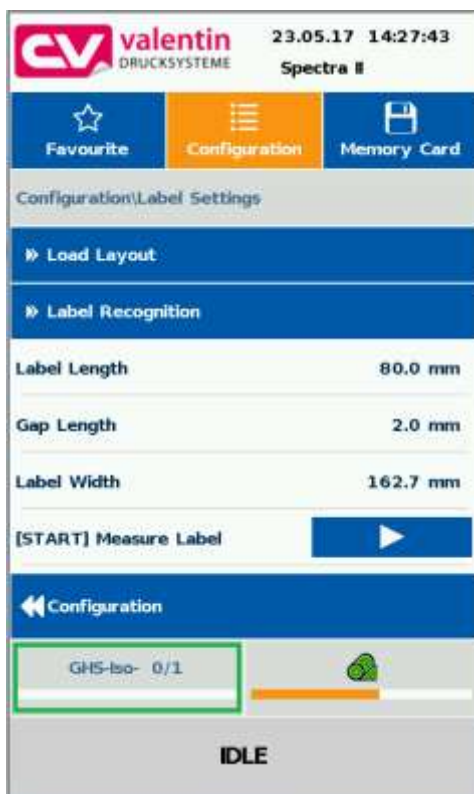 CV valentin
DRUCKSYSTEME
23.05.17 14:27:43
Spectra II
Favourite
Configuration
Memory Card
Configuration\Label Settings
Load Layout
Label Recognition
Label Length 80.0 mm
Gap Length 2.0 mm
Label Width 162.7 mm
[START] Measure Label
Configuration
GHS-Iso- 0/1
IDLE